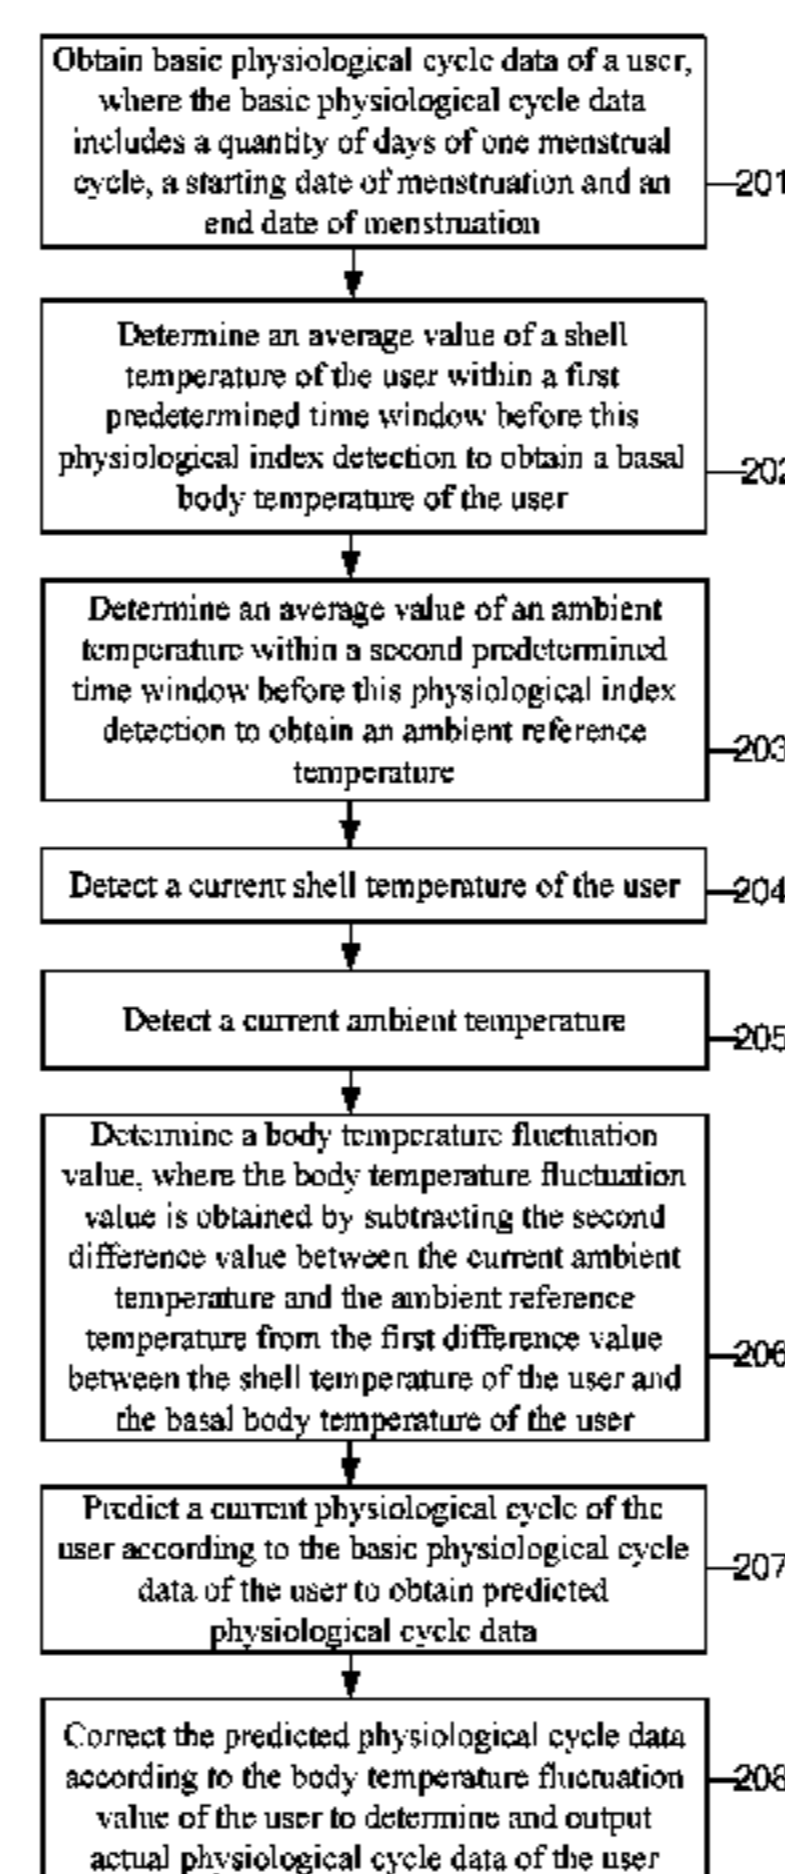 Obtain basic physiological cycle data of a user,
where the basic physiological cycle data
includes a quantity of days of one menstrual
cycle, a starting date of menstruation and an
end date of menstruation
201
Determine an average value of a shell
temperature of the user within a first
predetermined time window before this
physiological index detection to obtain a basal
body temperature of the user
202
Determine an average value of an ambient
temperature within a second predetermined
time window before this physiological index
detection to obtain an ambient reference
temperature
203
Detect a current shell temperature of the user
204
Detect a current ambient temperature
205
Determine a body temperature fluctuation
value, where the body temperature fluctuation
value is obtained by subtracting the second
difference value between the current ambient
temperature and the ambient reference
temperature from the first difference value
between the shell temperature of the user and
the basal body temperature of the user
206
Predict a current physiological cycle of the
user according to the basic physiological cycle
data of the user to obtain predicted
physiological cycle data
207
Correct the predicted physiological cycle data
according to the body temperature fluctuation
value of the user to determine and output
actual physiological cycle data of the user
208